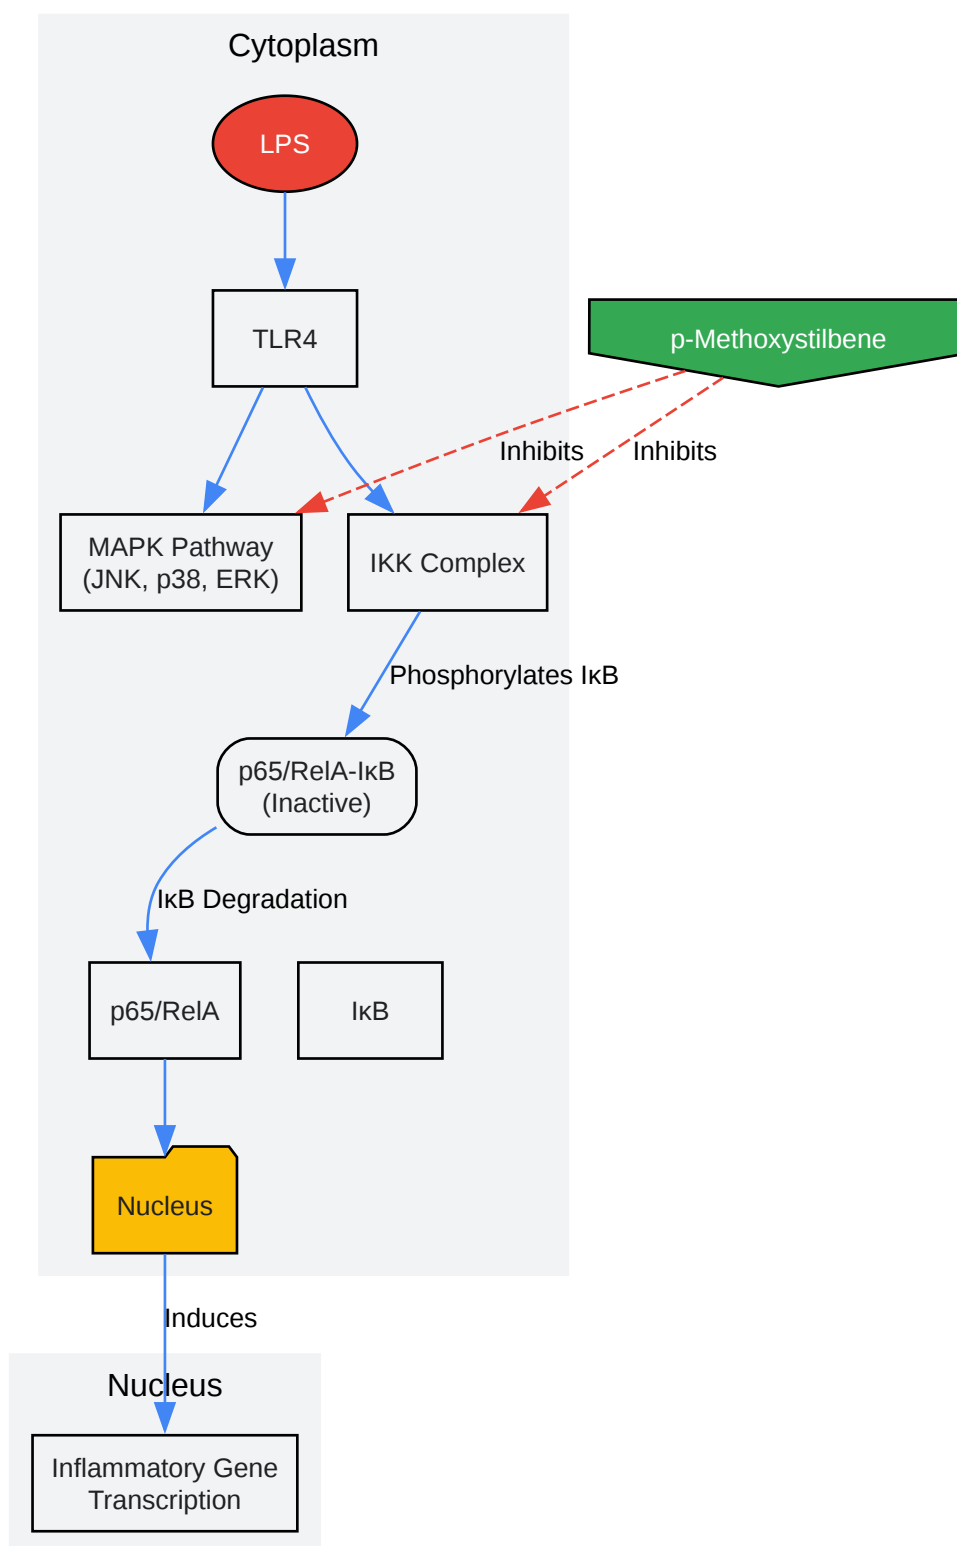 Cytoplasm
LPS
TLR4
p-Methoxystilbene
Inhibits
Inhibits
MAPK Pathway
(JNK, p38, ERK)
IKK Complex
Phosphorylates IκB
p65/RelA-IκB
(Inactive)
IκB Degradation
p65/RelA
IκB
Nucleus
Induces
Nucleus
Inflammatory Gene
Transcription